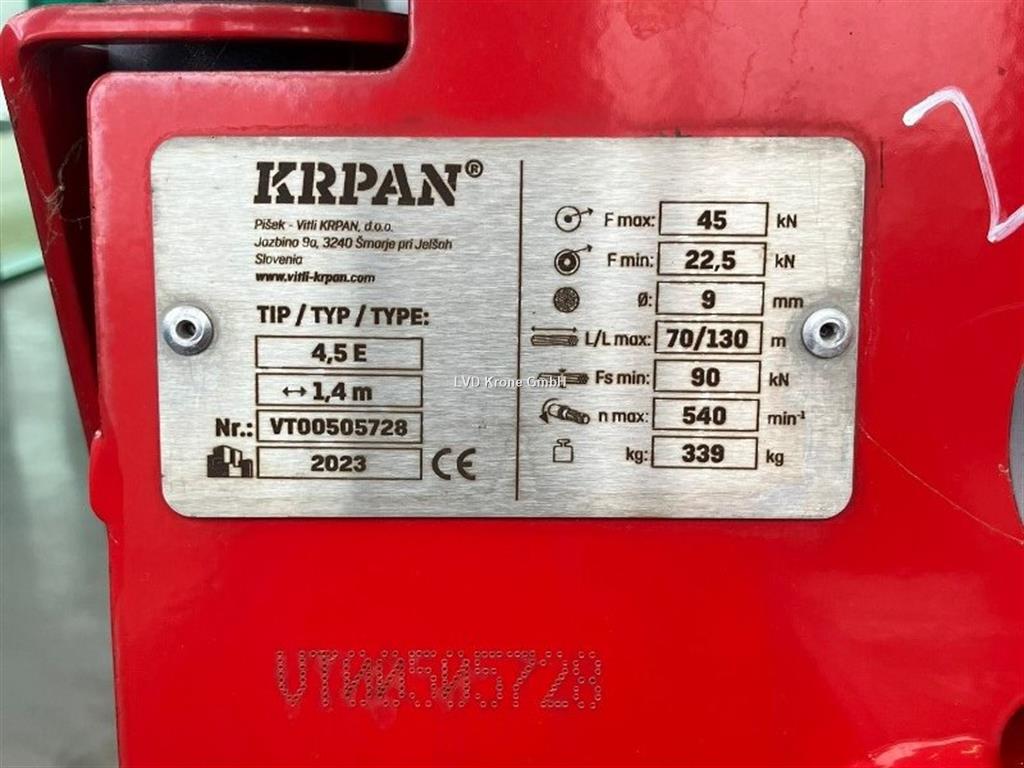 KRPAN®
Pišek - Vitli KRPAN, d.o.o.
Jazbina 9a, 3240 Šmarje pri Jelšah
Slovenia
www.vitli-krpan.com
TIP / TYP / TYPE:
4,5 E
↔ 1,4 m
Nr.: VT00505728
2023 CE
F max: 45 kN
F min: 22,5 kN
Ø: 9 mm
L/L max: 70/130 m
Fs min: 90 kN
n max: 540 min⁻¹
kg: 339 kg
LVD Krone GmbH
VT00505728